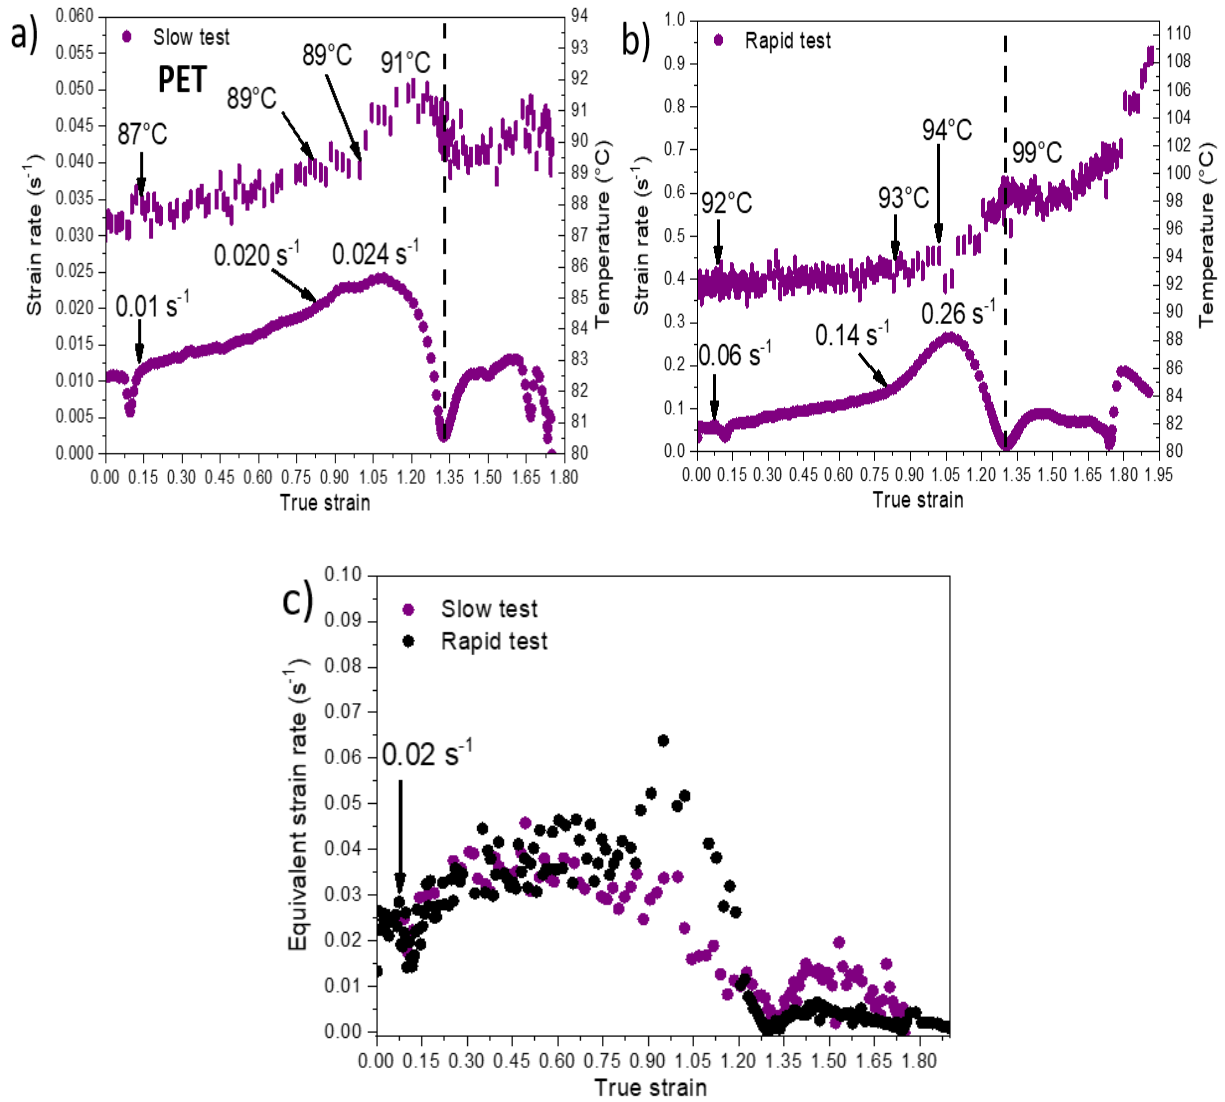 a)
Slow test
PET
87°C
89°C
89°C
91°C
0.01 s⁻¹
0.020 s⁻¹
0.024 s⁻¹
0.060
0.055
0.050
0.045
0.040
0.035
0.030
0.025
0.020
0.015
0.010
0.005
0.000
Strain rate (s⁻¹)
94
93
92
91
90
89
88
87
86
85
84
83
82
81
80
Temperature (°C)
0.00 0.15 0.30 0.45 0.60 0.75 0.90 1.05 1.20 1.35 1.50 1.65 1.80
True strain
b)
Rapid test
92°C
93°C
94°C
99°C
0.06 s⁻¹
0.14 s⁻¹
0.26 s⁻¹
1.0
0.9
0.8
0.7
0.6
0.5
0.4
0.3
0.2
0.1
0.0
Strain rate (s⁻¹)
110
108
106
104
102
100
98
96
94
92
90
88
86
84
82
80
Temperature (°C)
0.00 0.15 0.30 0.45 0.60 0.75 0.90 1.05 1.20 1.35 1.50 1.65 1.80 1.95
True strain
c)
Slow test
Rapid test
0.02 s⁻¹
0.10
0.09
0.08
0.07
0.06
0.05
0.04
0.03
0.02
0.01
0.00
Equivalent strain rate (s⁻¹)
0.00 0.15 0.30 0.45 0.60 0.75 0.90 1.05 1.20 1.35 1.50 1.65 1.80
True strain